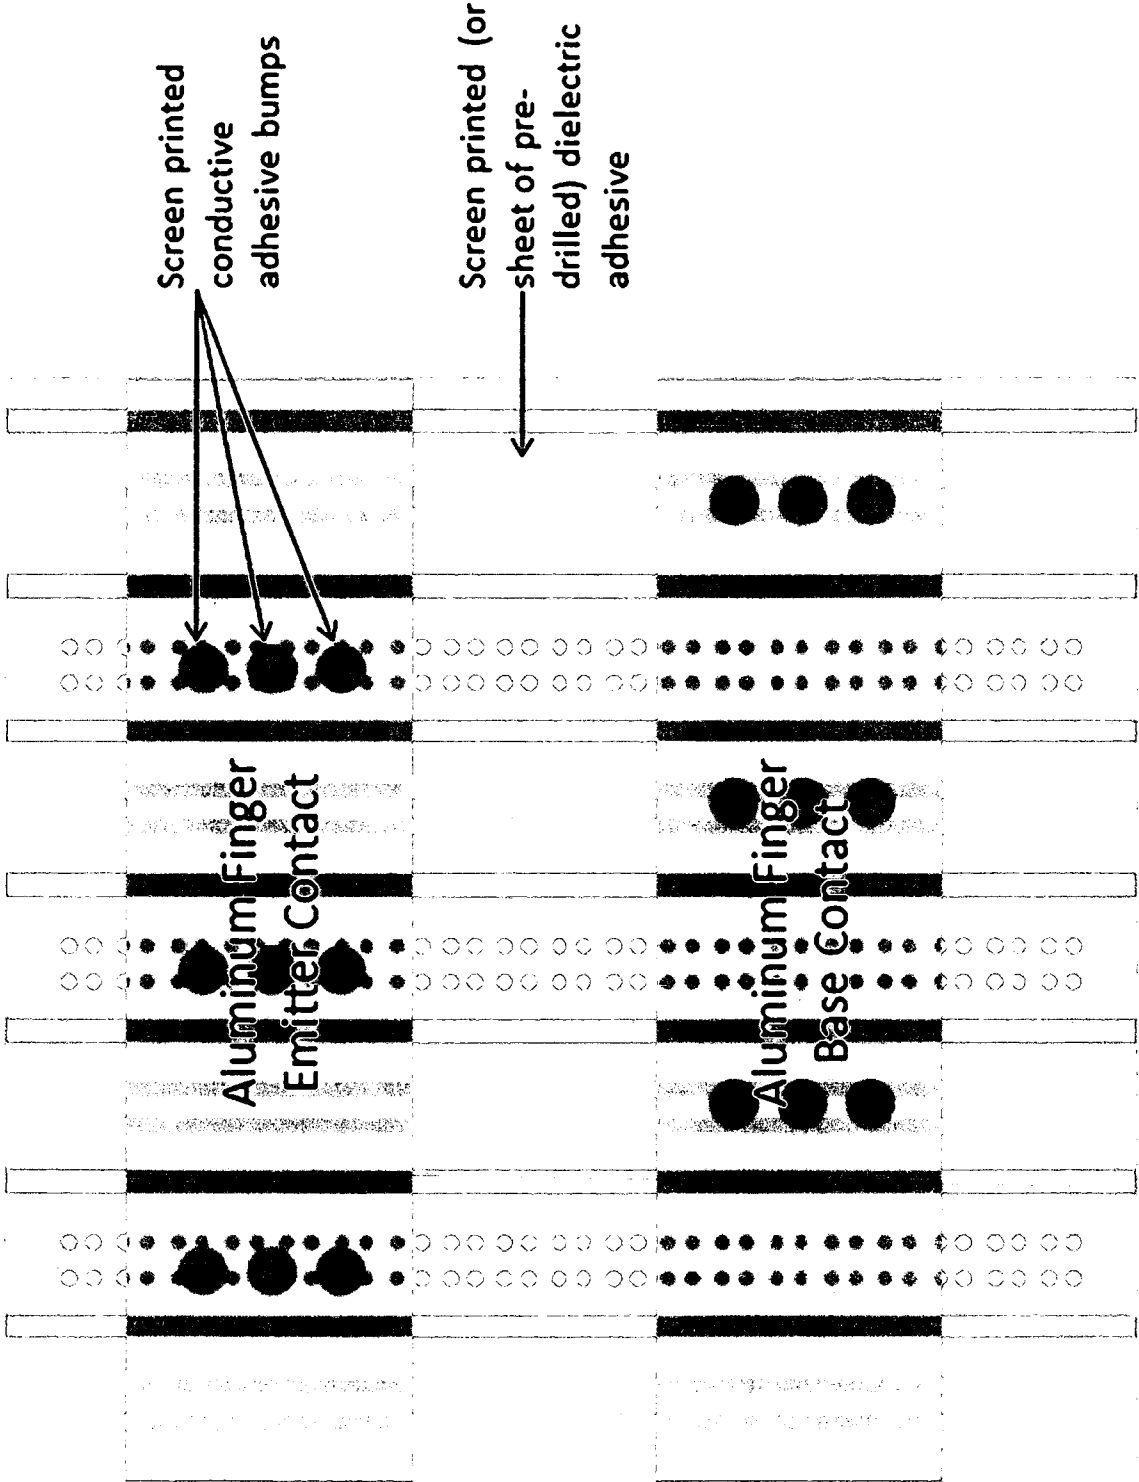 Screen printed
conductive
adhesive bumps
Screen printed (or
sheet of pre-
drilled) dielectric
adhesive
Aluminum Finger
Emitter Contact
Aluminum Finger
Base Contact